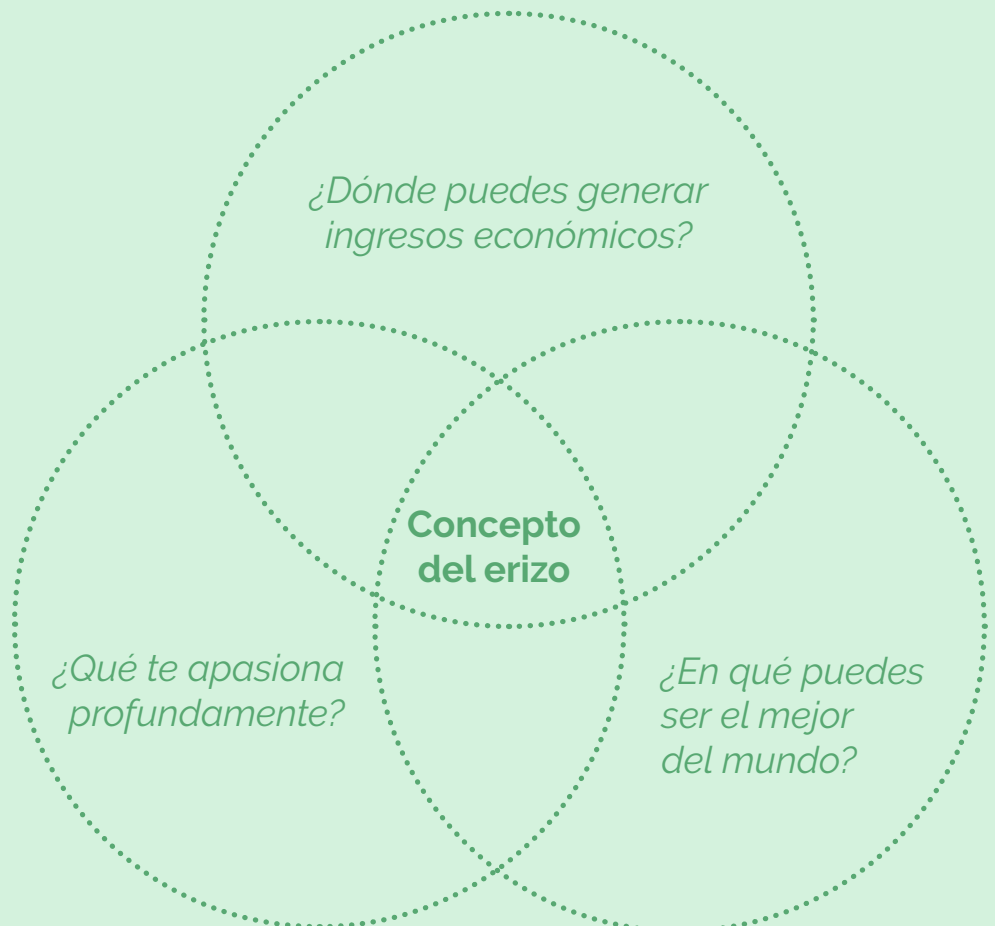 ¿Dónde puedes generar
ingresos económicos?
Concepto
del erizo
¿Qué te apasiona
profundamente?
¿En qué puedes
ser el mejor
del mundo?